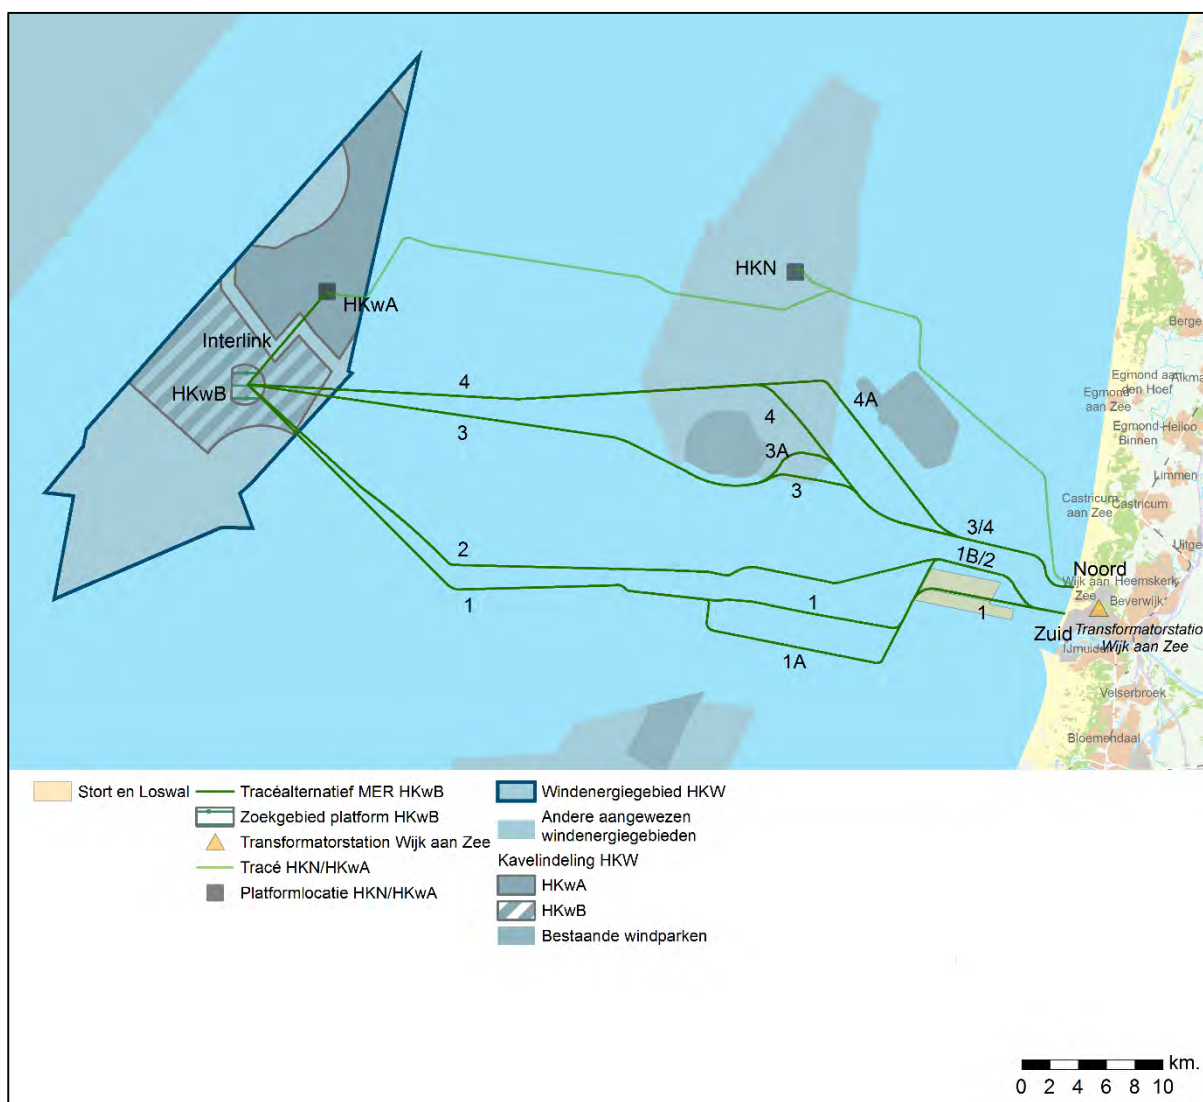 HKN
HKwA
Berge
Interlink
Egmond aan
den Hoef
Alkma
4
HKwB
4A
Egmond
aan Zee
4
3
Egmond-Heiloo
Binnen
3A
3
Limmen
Castricum
aan Zee
Castricum
3/4
2
1B/2
Uitge
Noord
Wijk aan
Zee
Heemskerk
1
1
1
Beverwijk
Zuid
Transformatorstatio
Wijk aan Zee
IJmuiden
1A
Velserbroek
Bloemendaal
Stort en Loswal
Tracéalternatief MER HKwB
Zoekgebied platform HKwB
Transformatorstation Wijk aan Zee
Tracé HKN/HKwA
Platformlocatie HKN/HKwA
Windenergiegebied HKW
Andere aangewezen
windenergiegebieden
Kavelindeling HKW
HKwA
HKwB
Bestaande windparken
km.
0 2 4 6 8 10